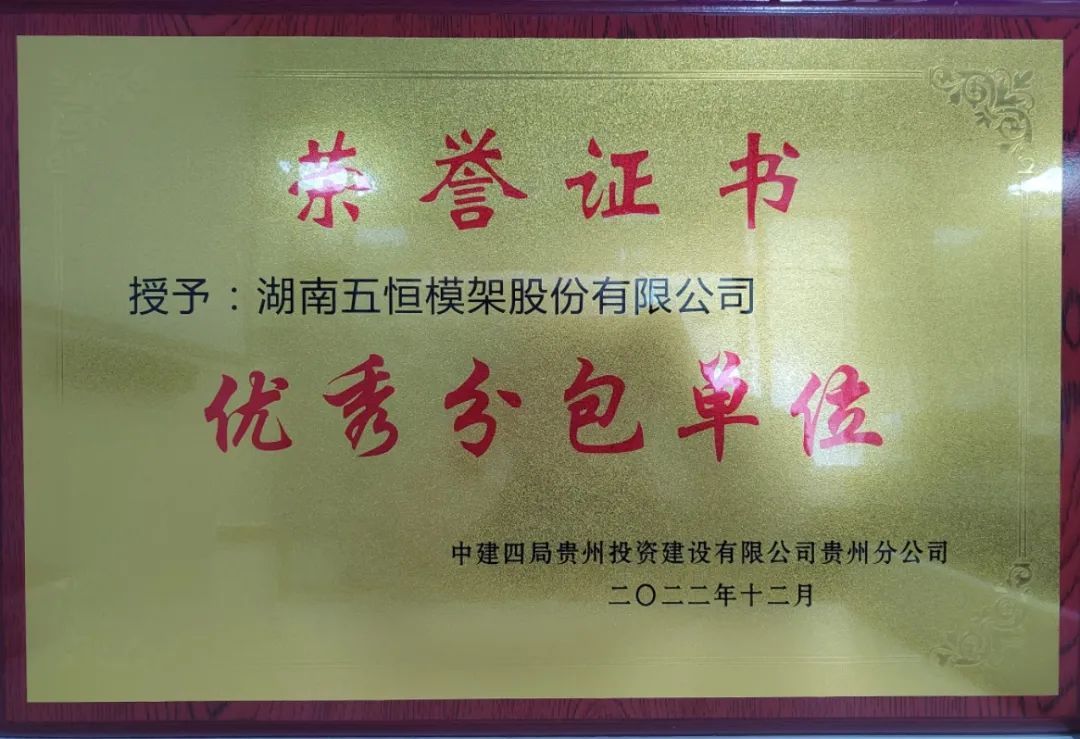 荣誉证书
授予：湖南五恒模架股份有限公司
优秀分包单位
中建四局贵州投资建设有限公司贵州分公司
二〇二二年十二月